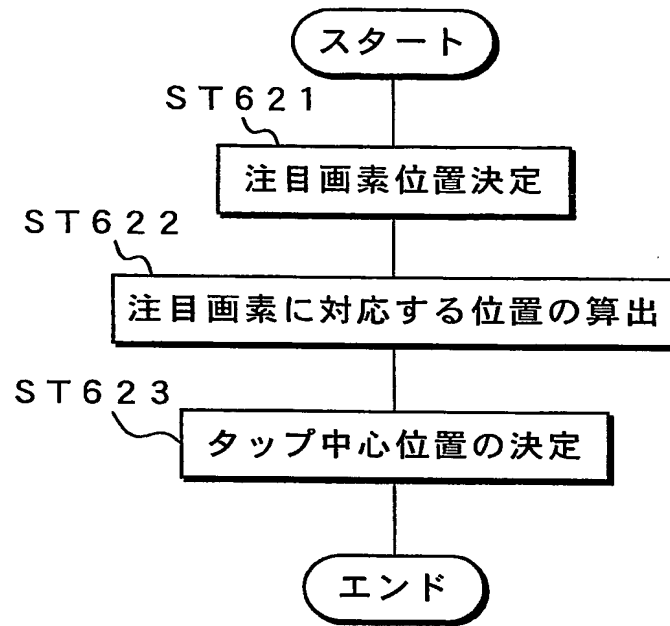 スタート
ST621
注目画素位置決定
ST622
注目画素に対応する位置の算出
ST623
タップ中心位置の決定
エンド